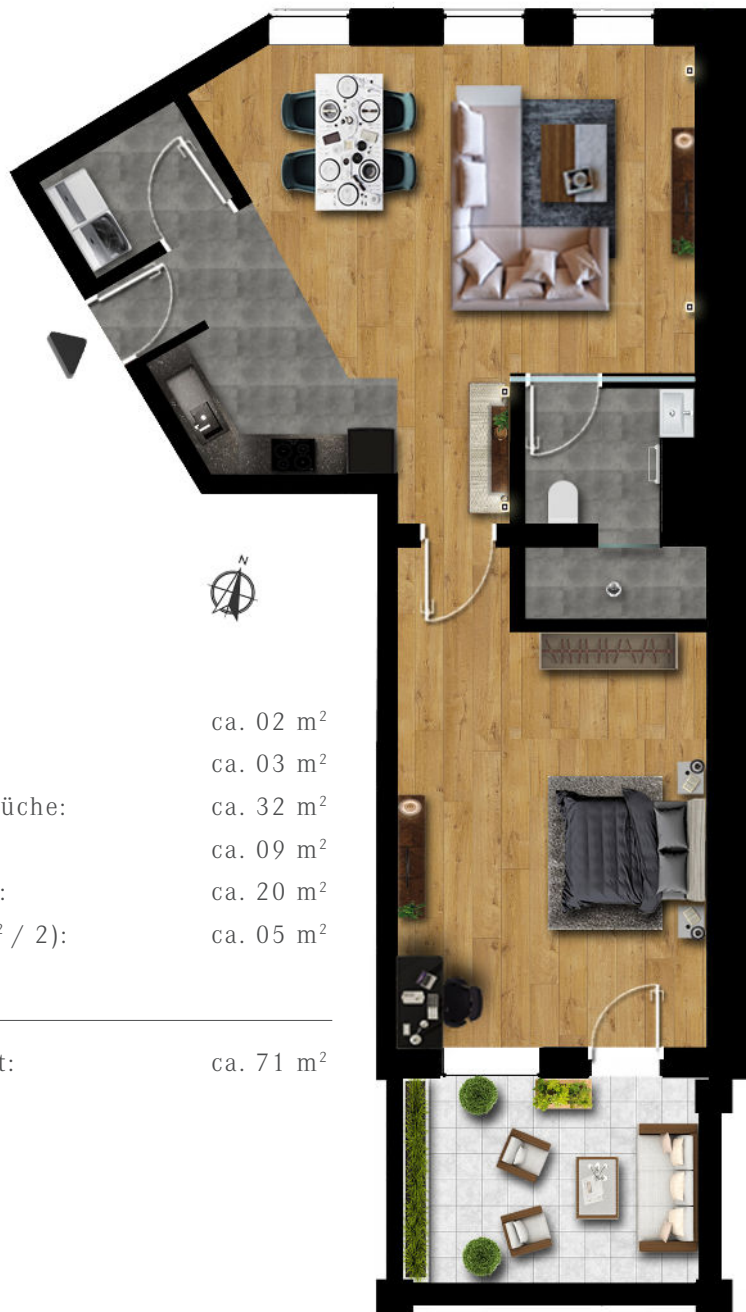 N
ca. 02 m²
ca. 03 m²
üche: ca. 32 m²
ca. 09 m²
: ca. 20 m²
² / 2): ca. 05 m²
t: ca. 71 m²